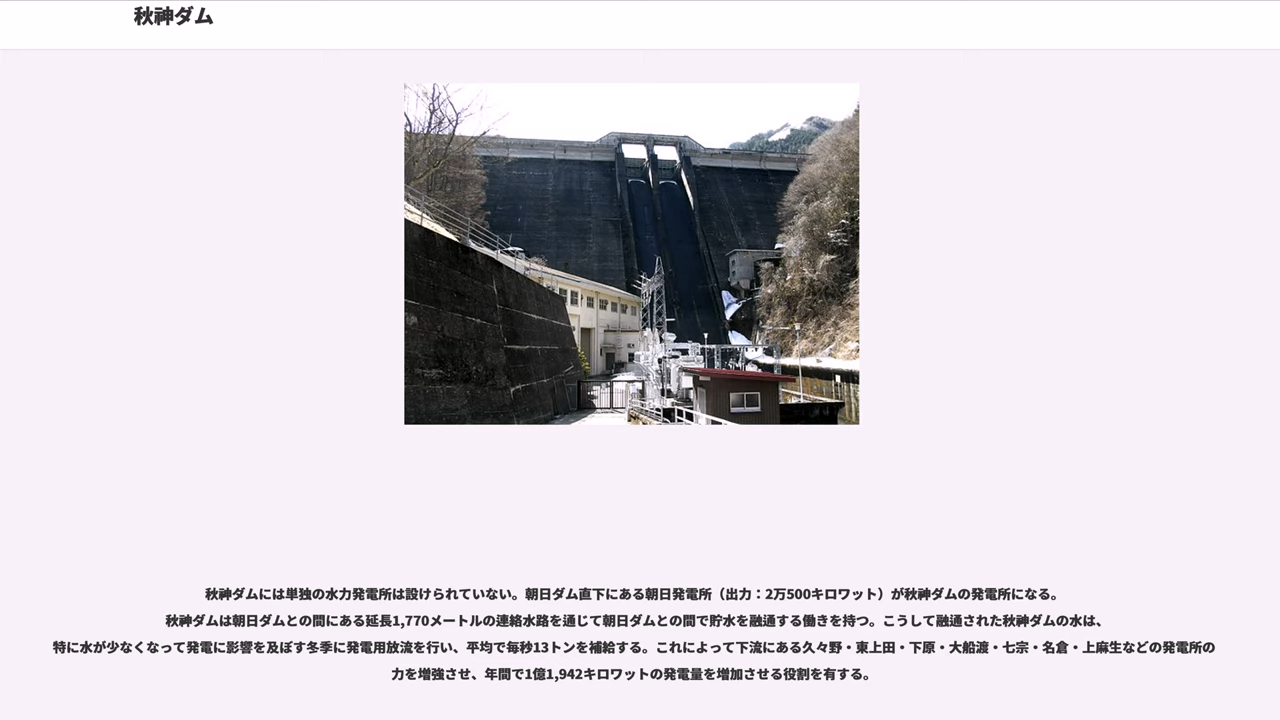 秋神ダム
秋神ダムには単独の水力発電所は設けられていない。朝日ダム直下にある朝日発電所（出力：2万500キロワット）が秋神ダムの発電所になる。
秋神ダムは朝日ダムとの間にある延長1,770メートルの連絡水路を通じて朝日ダムとの間で貯水を融通する働きを持つ。こうして融通された秋神ダムの水は、
特に水が少なくなって発電に影響を及ぼす冬季に発電用放流を行い、平均で毎秒13トンを補給する。これによって下流にある久々野・東上田・下原・大船渡・七宗・名倉・上麻生などの発電所の
力を増強させ、年間で1億1,942キロワットの発電量を増加させる役割を有する。